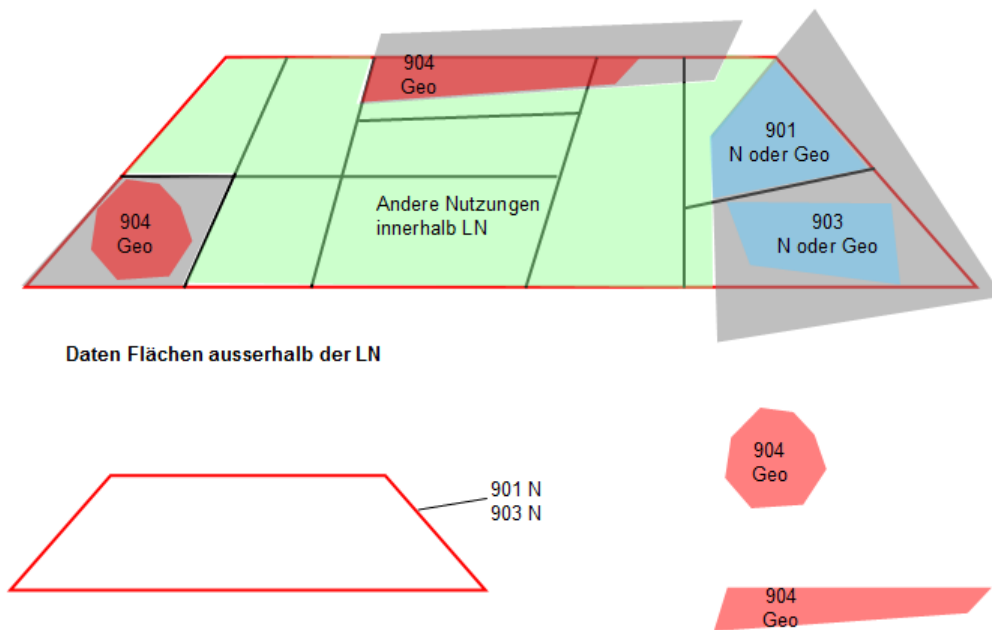 904
Geo
901
N oder Geo
Andere Nutzungen
innerhalb LN
904
Geo
903
N oder Geo
Daten Flächen ausserhalb der LN
904
Geo
901 N
903 N
904
Geo